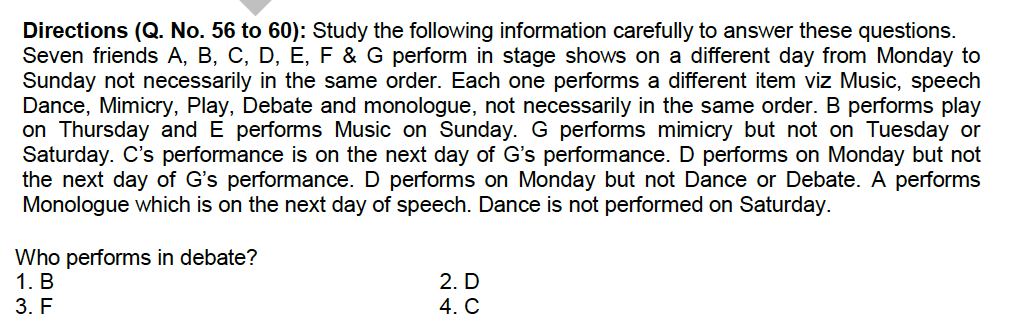 Directions (Q. No. 56 to 60): Study the following information carefully to answer these questions.
Seven friends A, B, C, D, E, F & G perform in stage shows on a different day from Monday to
Sunday not necessarily in the same order. Each one performs a different item viz Music, speech
Dance, Mimicry, Play, Debate and monologue, not necessarily in the same order. B performs play
on Thursday and E performs Music on Sunday. G performs mimicry but not on Tuesday or
Saturday. C's performance is on the next day of G's performance. D performs on Monday but not
the next day of G's performance. D performs on Monday but not Dance or Debate. A performs
Monologue which is on the next day of speech. Dance is not performed on Saturday.
Who performs in debate?
1. B 2. D
3. F 4. C